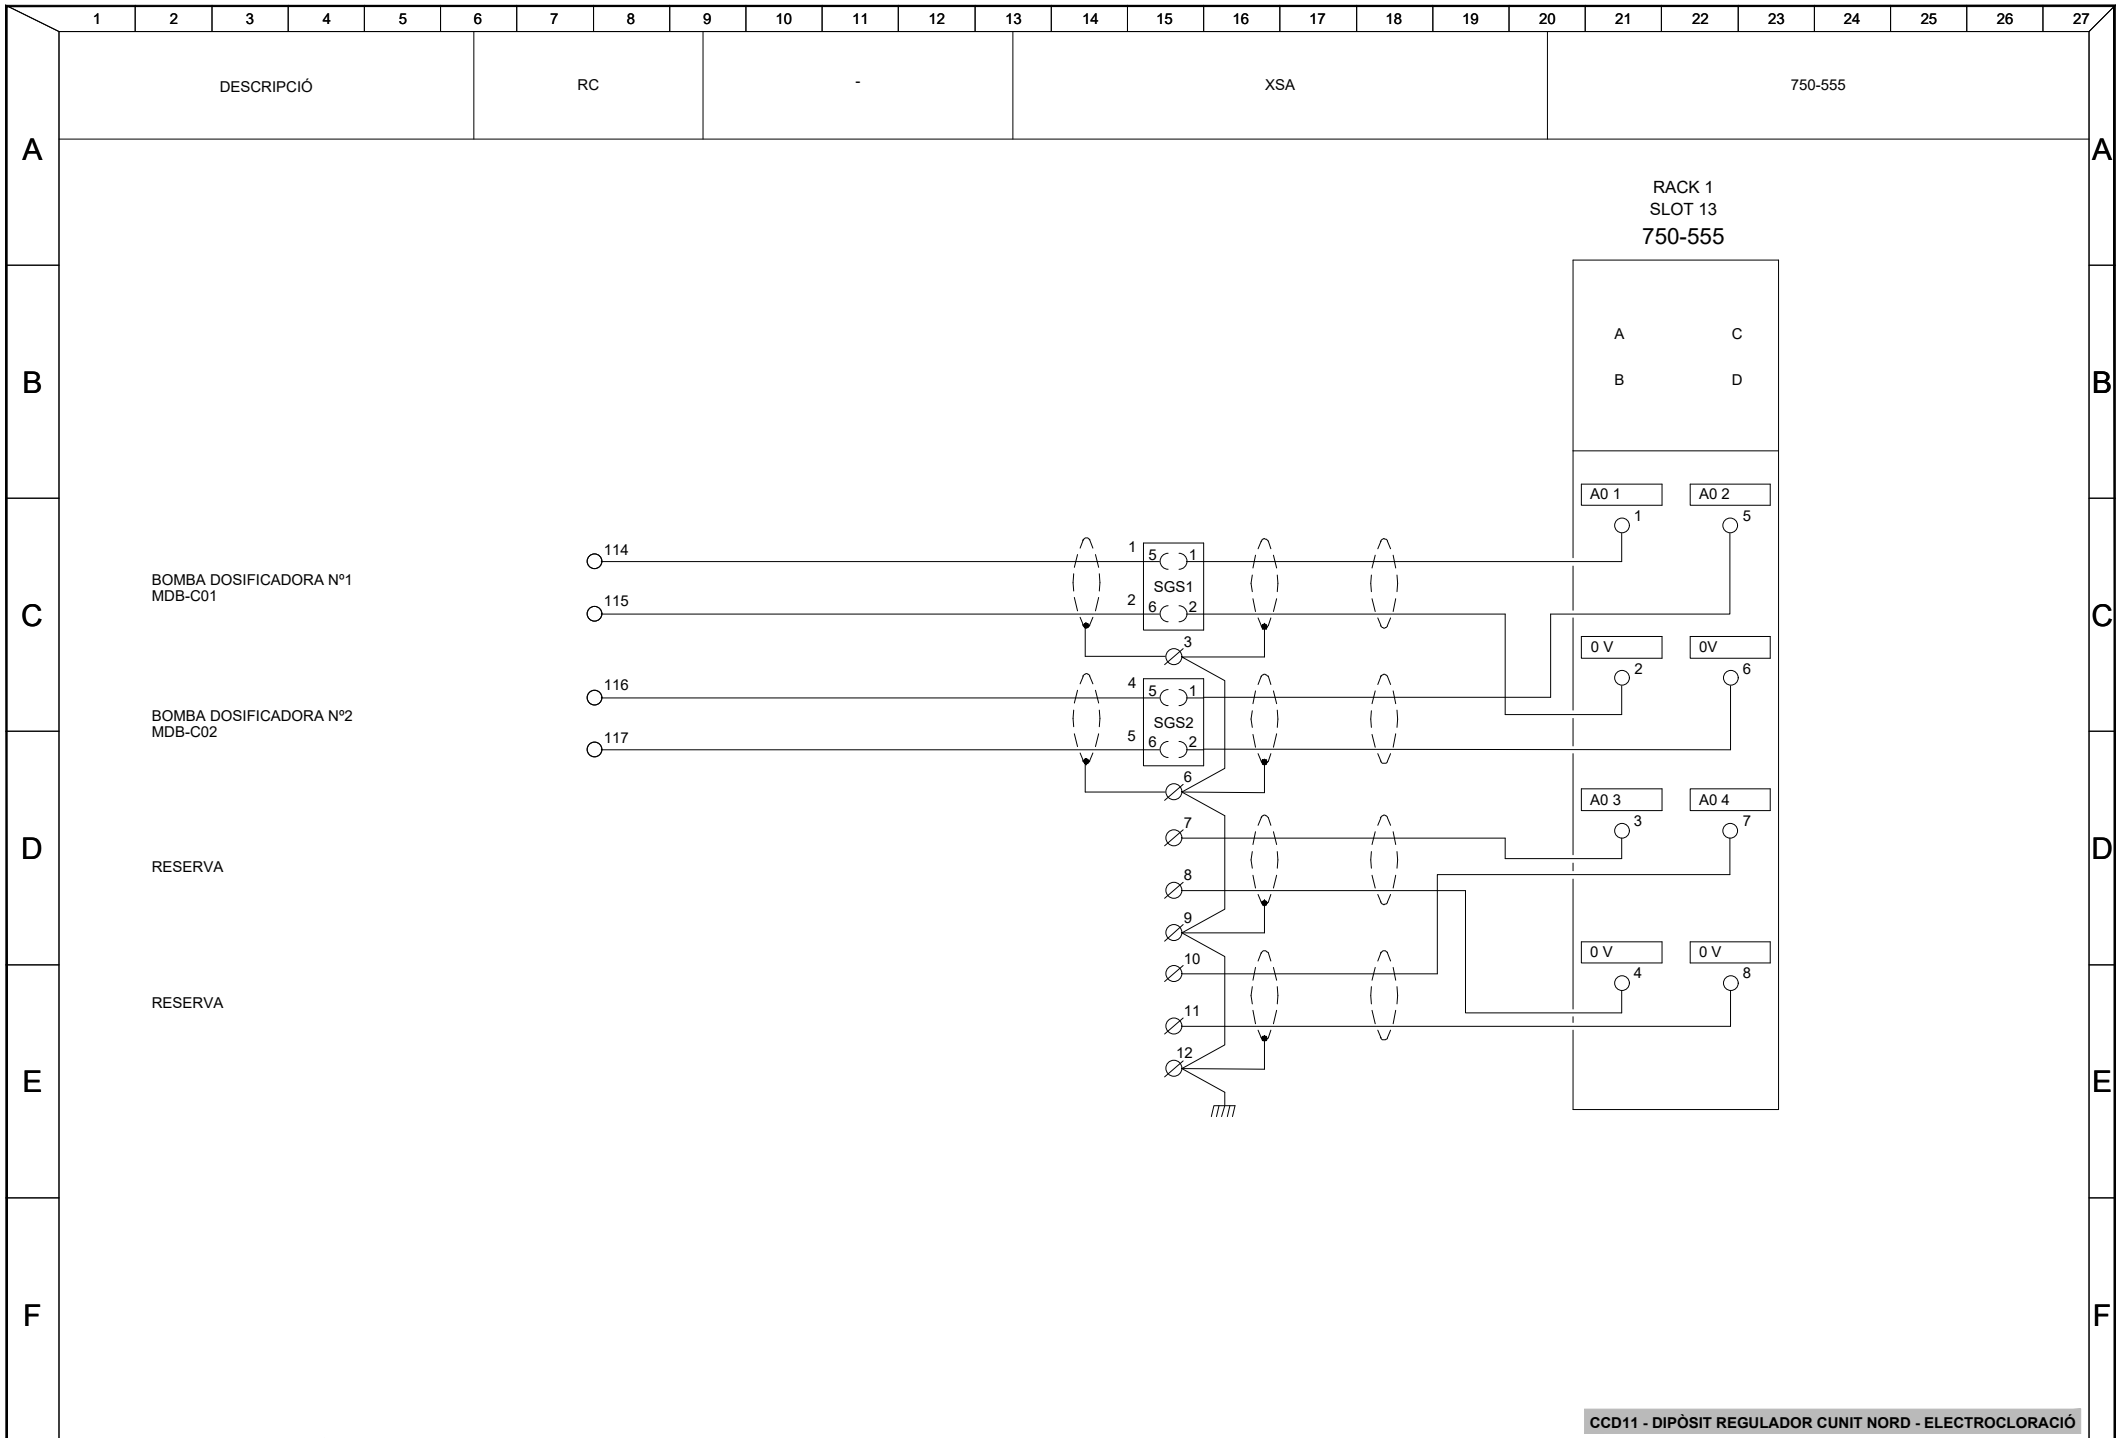 1 2 3 4 5 6 7 8 9 10 11 12 13 14 15 16 17 18 19 20 21 22 23 24 25 26 27
DESCRIPCIÓ RC - XSA 750-555
A A
RACK 1
SLOT 13
750-555
A C
B B
B D
A0 1 A0 2
1 5
114 1 5 1
BOMBA DOSIFICADORA Nº1
MDB-C01
SGS1
115 2 6 2
C C
3
0 V 0V
2 6
116 4 5 1
BOMBA DOSIFICADORA Nº2
MDB-C02
SGS2
117 5 6 2
6
A0 3 A0 4
7 3 7
D D
RESERVA
8
9
0 V 0 V
10 4 8
RESERVA
11
12
E E
F F
CCD11 - DIPÒSIT REGULADOR CUNIT NORD - ELECTROCLORACIÓ